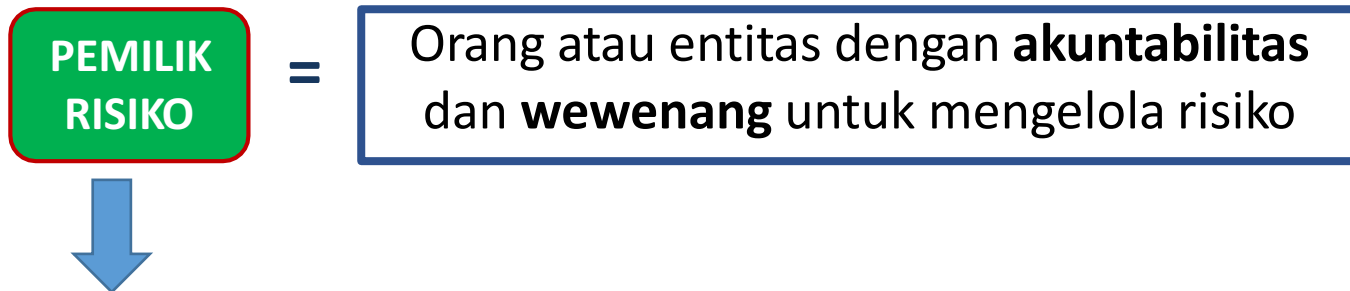 PEMILIK
RISIKO
=
Orang atau entitas dengan akuntabilitas
dan wewenang untuk mengelola risiko